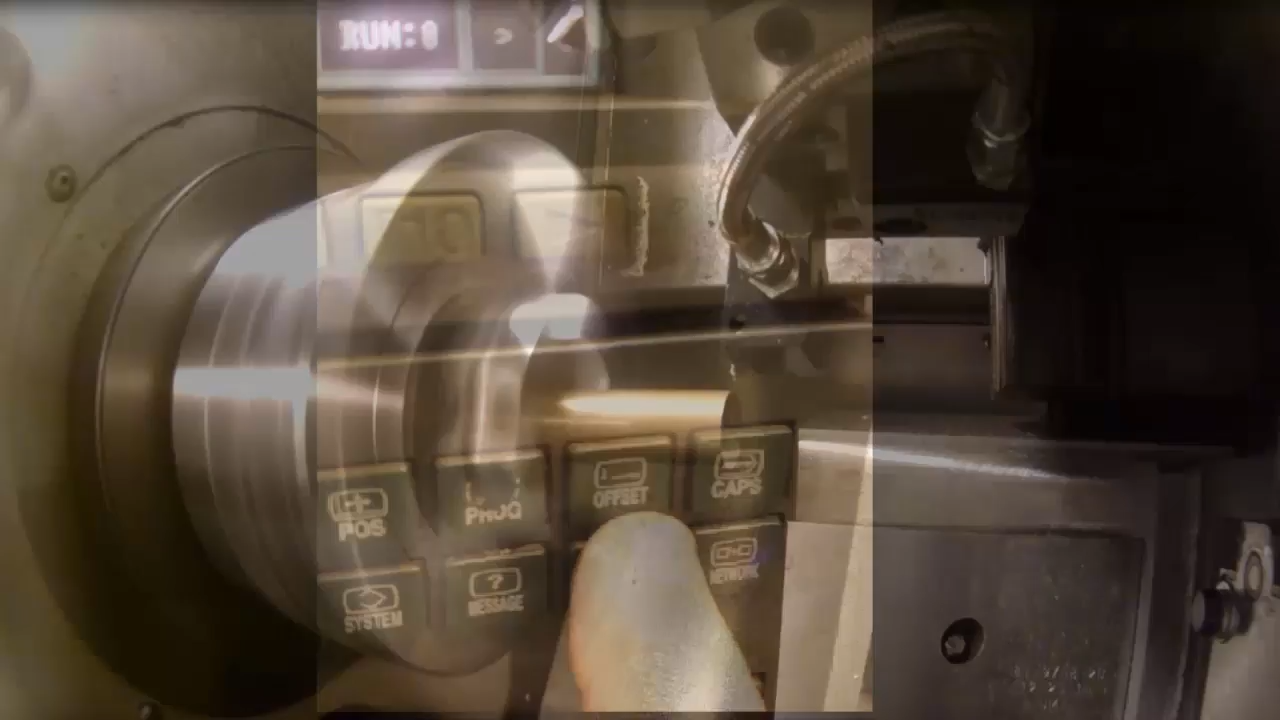 RUN:0
>
OFFSET CAPS
POS PROG
? NETWORK
SYSTEM MESSAGE